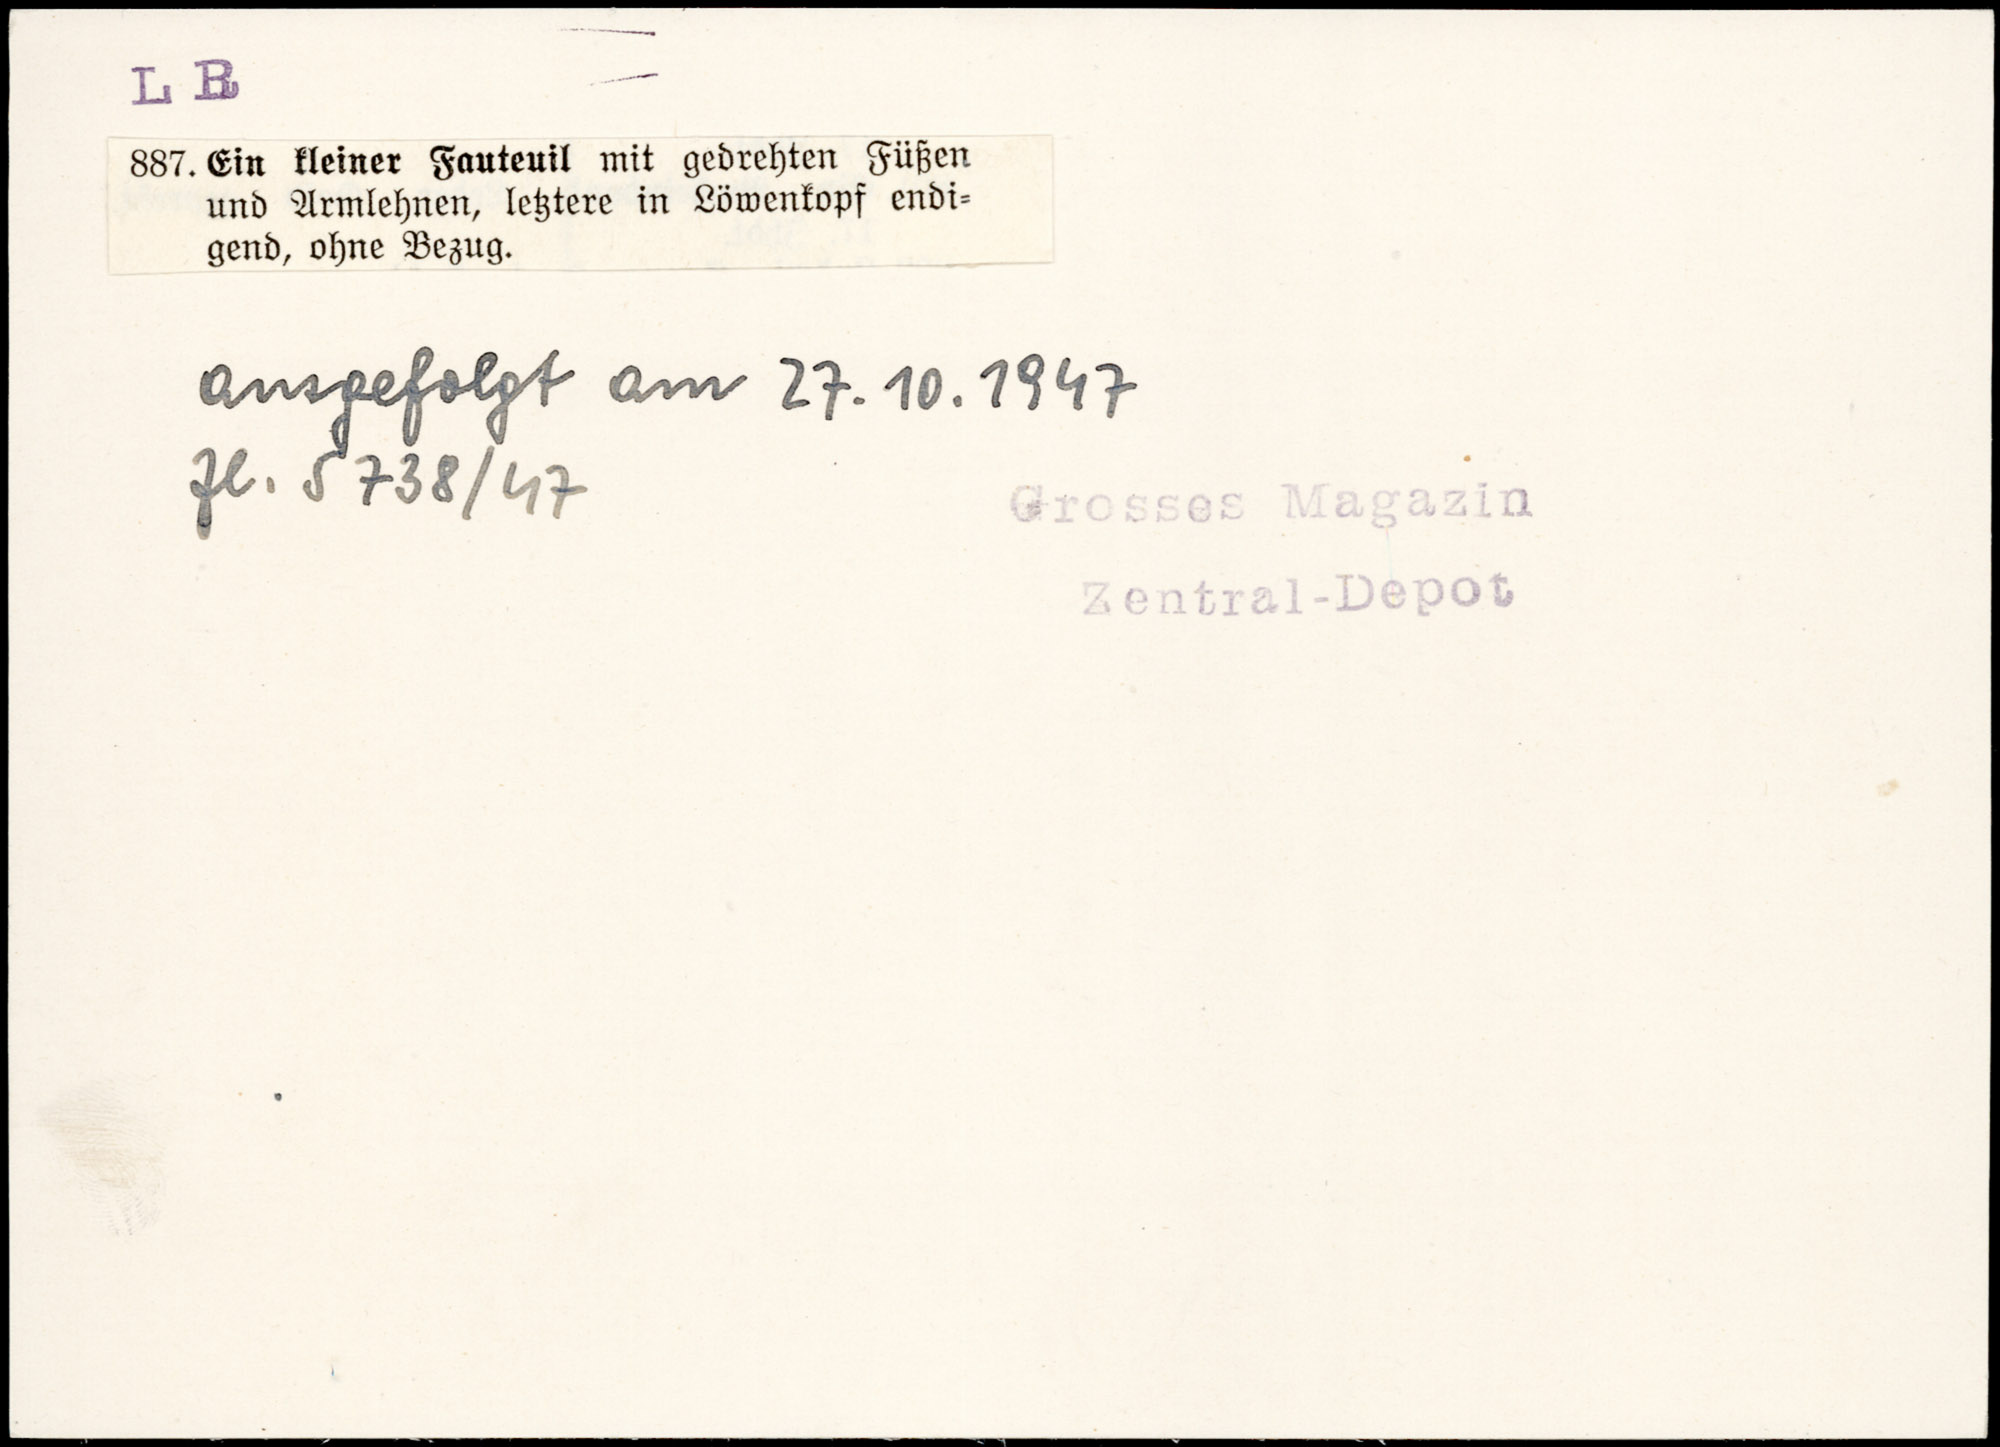 L R
887. Ein kleiner Fauteuil mit gedrehten Füßen
und Armlehnen, letztere in Löwenkopf endi-
gend, ohne Bezug.
ausgefolgt am 27.10.1947
Zl. 5738/47
Grosses Magazin
Zentral-Depot